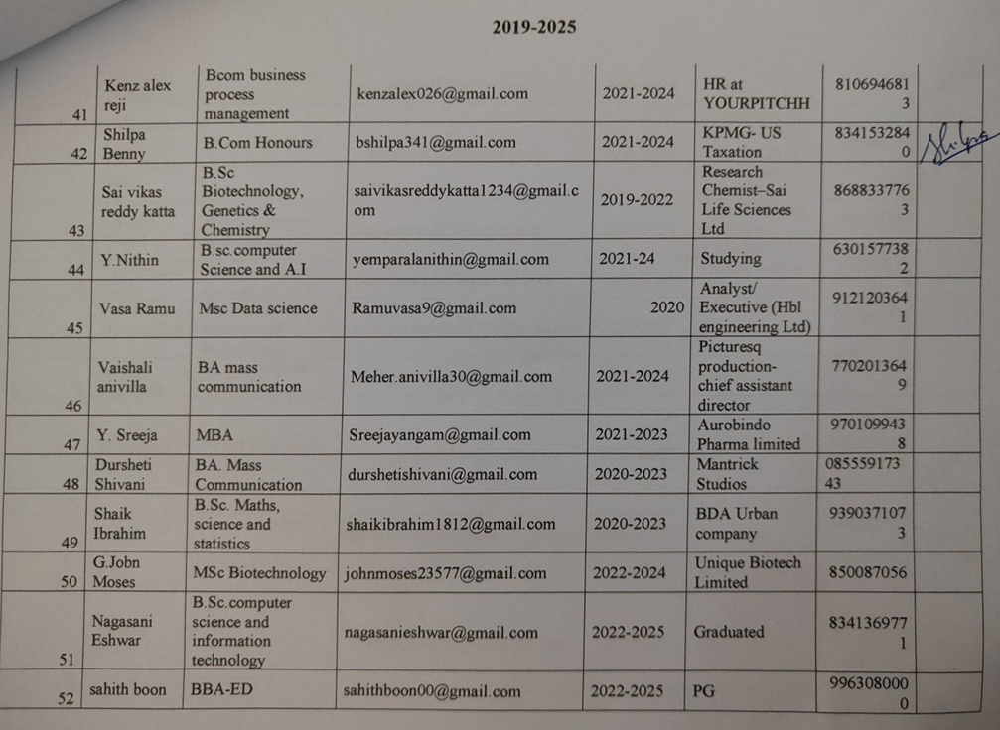 2019-2025
41 Kenz alex reji Bcom business process management kenzalex026@gmail.com 2021-2024 HR at YOURPITCHH 8106946813
42 Shilpa Benny B.Com Honours bshilpa341@gmail.com 2021-2024 KPMG- US Taxation 8341532840 Shilpa
43 Sai vikas reddy katta B.Sc Biotechnology, Genetics & Chemistry saivikasreddykatta1234@gmail.com 2019-2022 Research Chemist–Sai Life Sciences Ltd 8688337763
44 Y.Nithin B.sc.computer Science and A.I yemparalanithin@gmail.com 2021-24 Studying 6301577382
45 Vasa Ramu Msc Data science Ramuvasa9@gmail.com 2020 Analyst/ Executive (Hbl engineering Ltd) 9121203641
46 Vaishali anivilla BA mass communication Meher.anivilla30@gmail.com 2021-2024 Picturesq production- chief assistant director 7702013649
47 Y. Sreeja MBA Sreejayangam@gmail.com 2021-2023 Aurobindo Pharma limited 9701099438
48 Dursheti Shivani BA. Mass Communication durshetishivani@gmail.com 2020-2023 Mantrick Studios 08555917343
49 Shaik Ibrahim B.Sc. Maths, science and statistics shaikibrahim1812@gmail.com 2020-2023 BDA Urban company 9390371073
50 G.Jobn Moses MSc Biotechnology johnmoses23577@gmail.com 2022-2024 Unique Biotech Limited 850087056
51 Nagasani Eshwar B.Sc.computer science and information technology nagasanieshwar@gmail.com 2022-2025 Graduated 8341369771
52 sahith boon BBA-ED sahithboon00@gmail.com 2022-2025 PG 9963080000